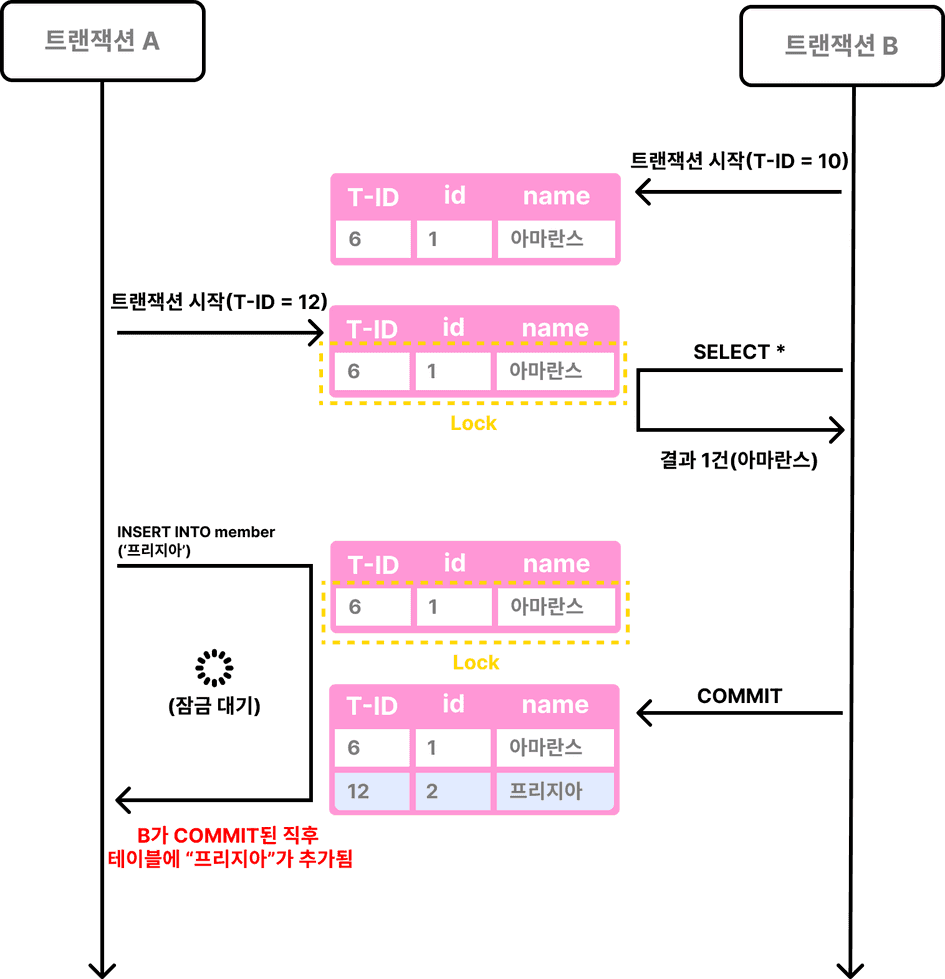 트랜잭션 A
트랜잭션 B
트랜잭션 시작(T-ID = 10)
T-ID id name
6 1 아마란스
트랜잭션 시작(T-ID = 12)
T-ID id name
6 1 아마란스
Lock
SELECT *
결과 1건(아마란스)
INSERT INTO member
(‘프리지아’)
T-ID id name
6 1 아마란스
Lock
(잠금 대기)
COMMIT
T-ID id name
6 1 아마란스
12 2 프리지아
B가 COMMIT된 직후
테이블에 “프리지아”가 추가됨